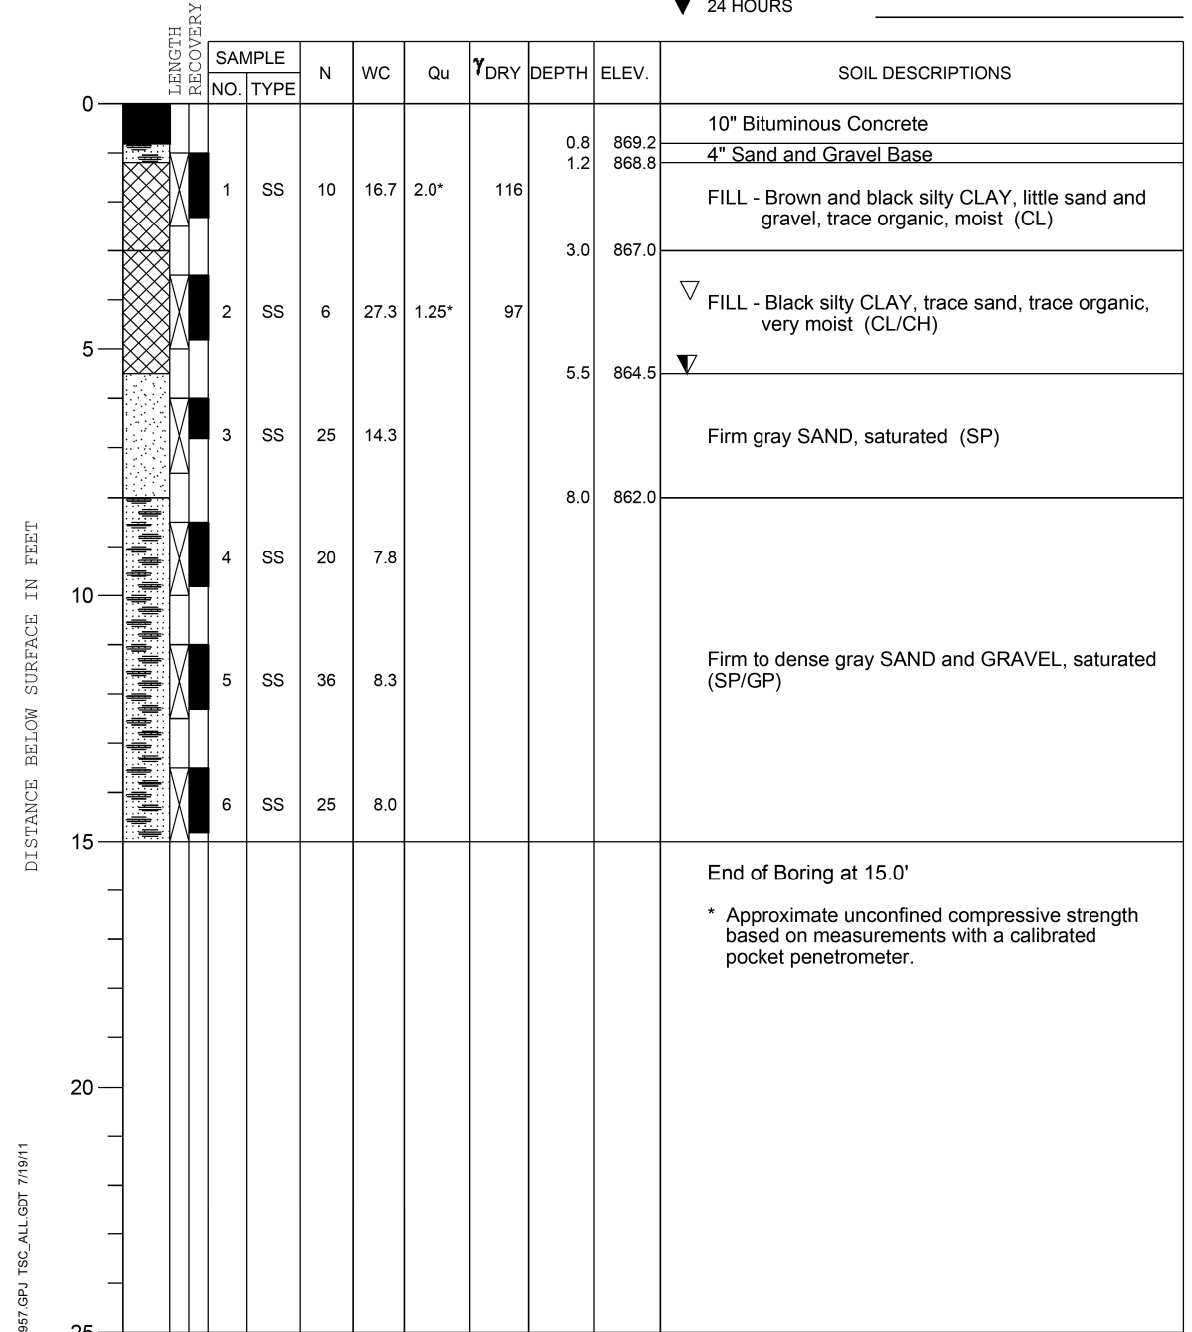 24 HOURS
LENGTH
RECOVERY
SAMPLE
NO. TYPE N WC Qu γDRY DEPTH ELEV. SOIL DESCRIPTIONS
0
10" Bituminous Concrete
0.8 869.2
4" Sand and Gravel Base
1.2 868.8
1 SS 10 16.7 2.0* 116
FILL - Brown and black silty CLAY, little sand and
gravel, trace organic, moist (CL)
3.0 867.0
2 SS 6 27.3 1.25* 97
FILL - Black silty CLAY, trace sand, trace organic,
very moist (CL/CH)
5
5.5 864.5
3 SS 25 14.3
Firm gray SAND, saturated (SP)
8.0 862.0
4 SS 20 7.8
10
Firm to dense gray SAND and GRAVEL, saturated
(SP/GP)
5 SS 36 8.3
6 SS 25 8.0
15
End of Boring at 15.0'
* Approximate unconfined compressive strength
based on measurements with a calibrated
pocket penetrometer.
20
25
DISTANCE BELOW SURFACE IN FEET
957.GPJ TSC_ALL.GDT 7/19/11